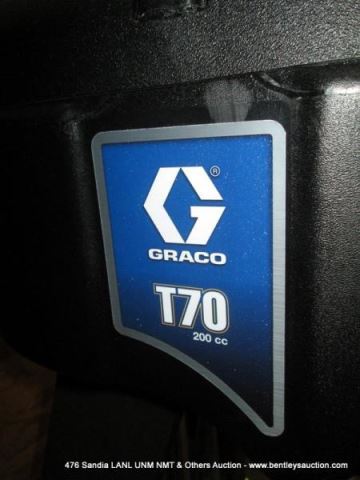 ®
GRACO
T70
200 cc
476 Sandia LANL UNM NMT & Others Auction - www.bentleysauction.com